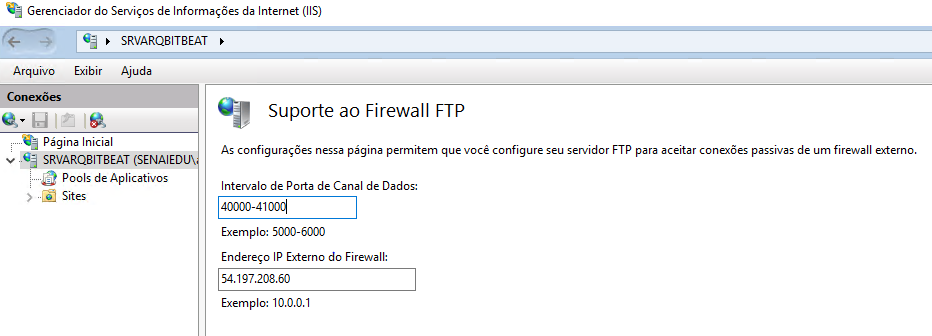 Gerenciador do Serviços de Informações da Internet (IIS)
SRVARQBITBEAT
Arquivo Exibir Ajuda
Conexões
Página Inicial
SRVARQBITBEAT (SENAIEDU\a
Pools de Aplicativos
Sites
Suporte ao Firewall FTP
As configurações nessa página permitem que você configure seu servidor FTP para aceitar conexões passivas de um firewall externo.
Intervalo de Porta de Canal de Dados:
40000-41000
Exemplo: 5000-6000
Endereço IP Externo do Firewall:
54.197.208.60
Exemplo: 10.0.0.1